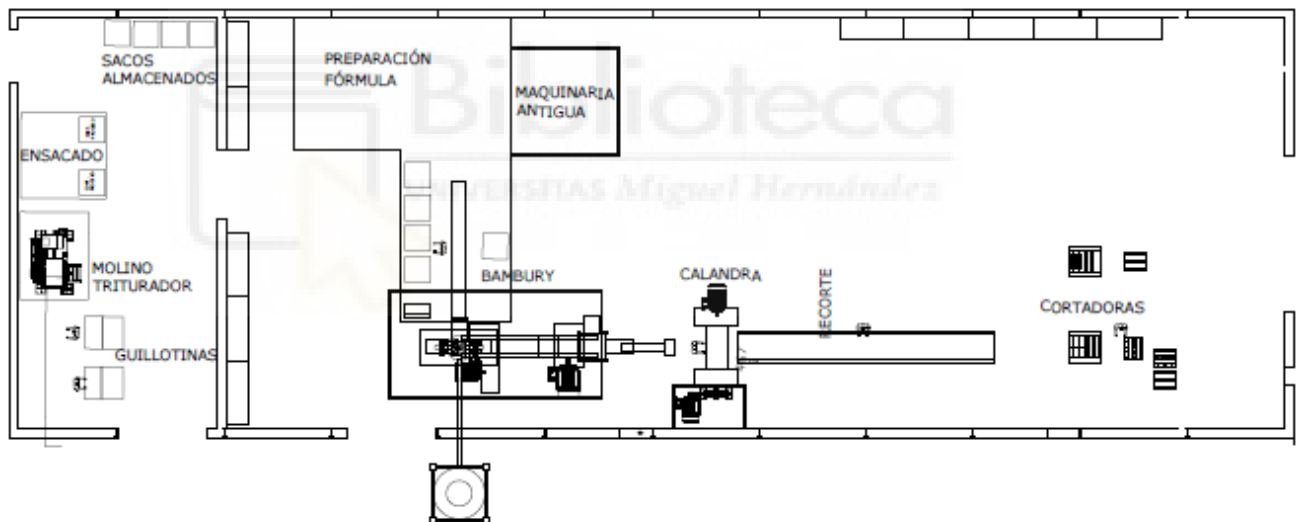 SACOS
ALMACENADOS
PREPARACIÓN
FÓRMULA
MAQUINARIA
ANTIGUA
Biblioteca
UNIVERSITAS Miguel Hernández
ENSACADO
MOLINO
TRITURADOR
BAMBURY
CALANDRA
RECORTE
CORTADORAS
GUILLOTINAS